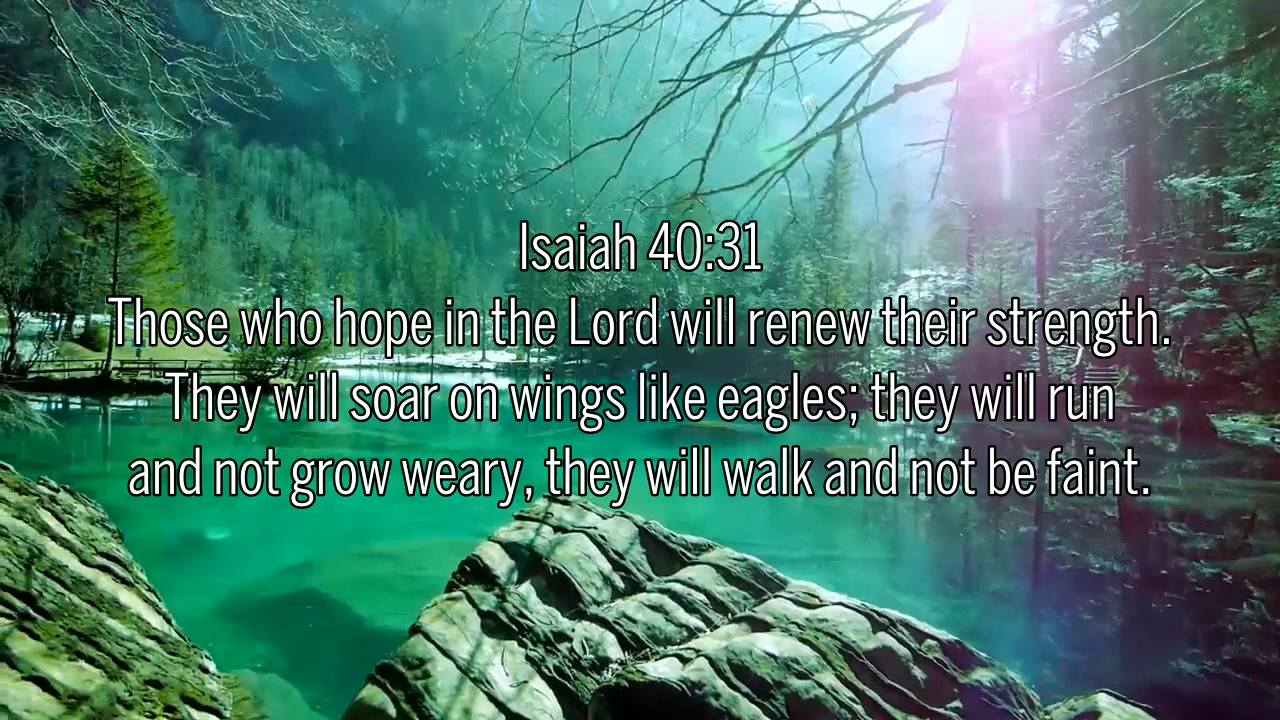 Isaiah 40:31
Those who hope in the Lord will renew their strength.
They will soar on wings like eagles; they will run
and not grow weary, they will walk and not be faint.